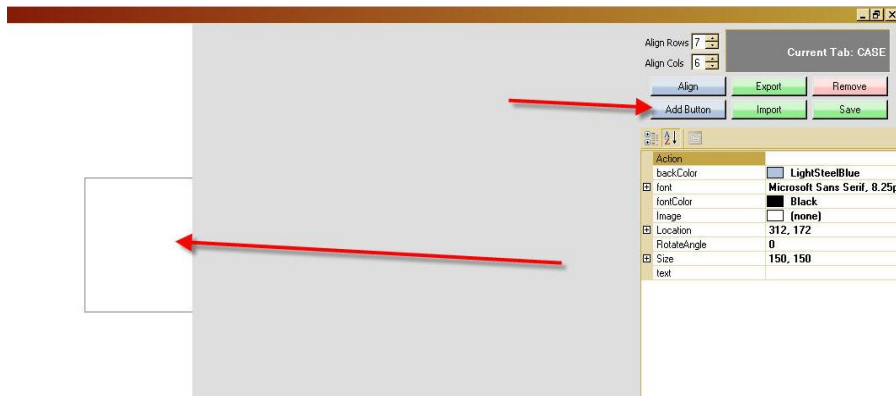 Align Rows 7
Current Tab: CASE
Align Cols 6
Align Export Remove
Add Button Import Save
Action
backColor LightSteelBlue
font Microsoft Sans Serif, 8.25p
fontColor Black
Image (none)
Location 312, 172
RotateAngle 0
Size 150, 150
text